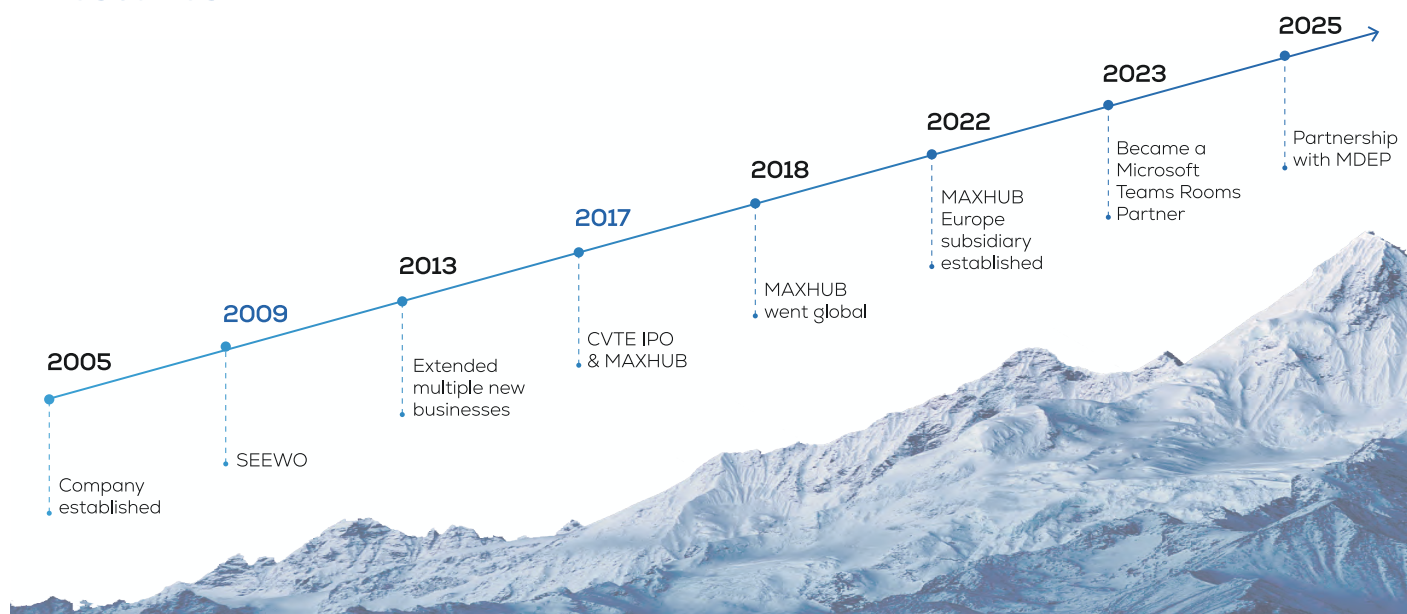 2005
Company
established
2009
SEEWO
2013
Extended
multiple new
businesses
2017
CVTE IPO
& MAXHUB
2018
MAXHUB
went global
2022
MAXHUB
Europe
subsidiary
established
2023
Became a
Microsoft
Teams Rooms
Partner
2025
Partnership
with MDEP